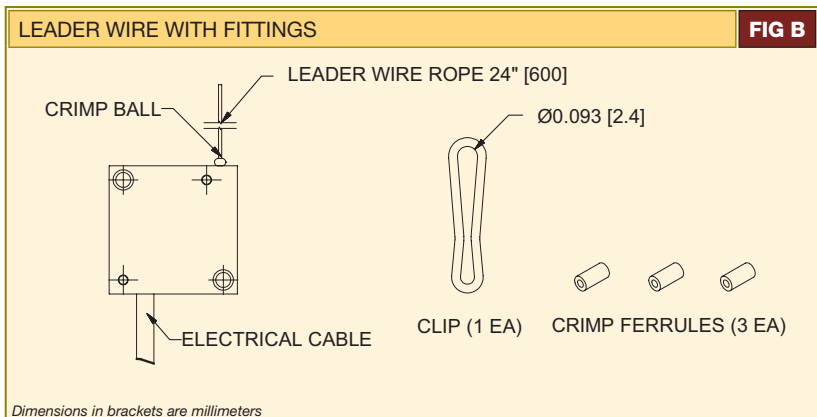 LEADER WIRE WITH FITTINGS
FIG B
LEADER WIRE ROPE 24" [600]
CRIMP BALL
Ø0.093 [2.4]
ELECTRICAL CABLE
CLIP (1 EA)
CRIMP FERRULES (3 EA)
Dimensions in brackets are millimeters